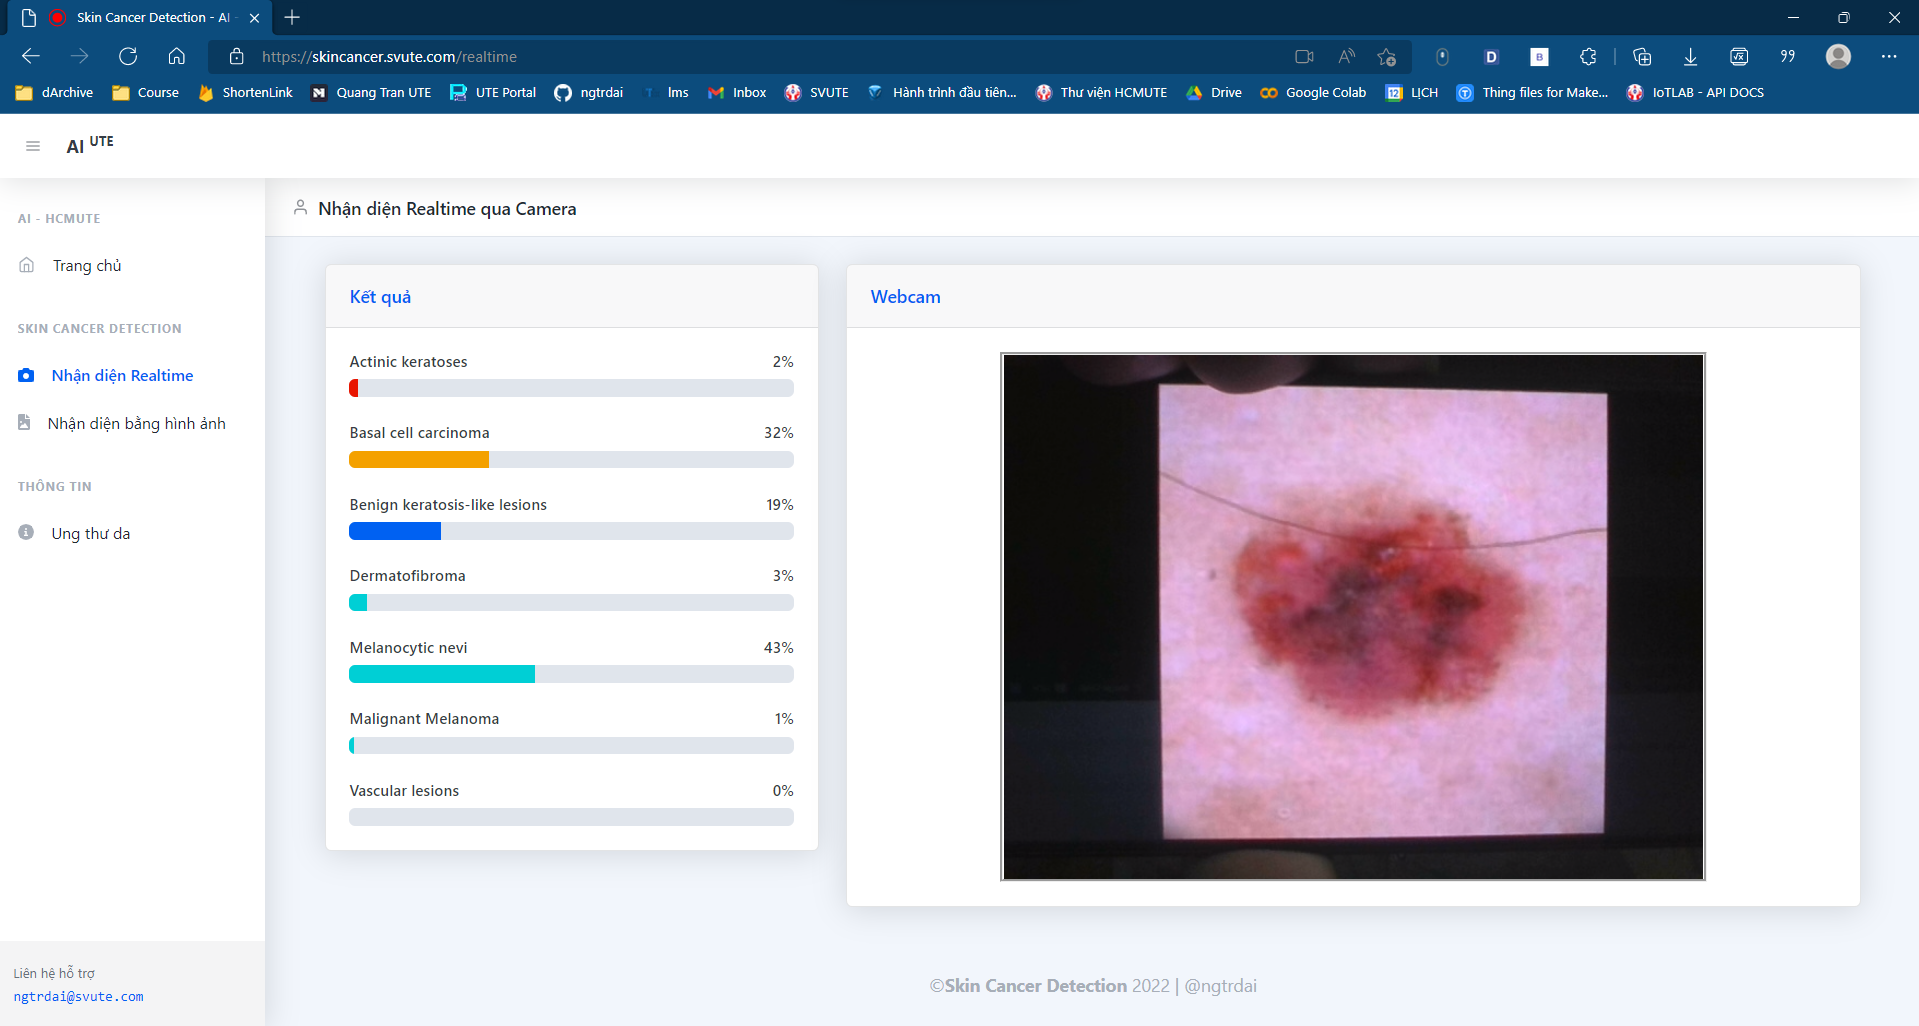 Skin Cancer Detection - AI -
https://skincancer.svute.com/realtime
dArchive Course ShortenLink Quang Tran UTE UTE Portal ngtrdai lms Inbox SVUTE Hành trình đầu tiên... Thư viện HCMUTE Drive Google Colab LỊCH Thing files for Make... IoTLAB - API DOCS
AI UTE
Nhận diện Realtime qua Camera
AI - HCMUTE
Trang chủ
SKIN CANCER DETECTION
Nhận diện Realtime
Nhận diện bằng hình ảnh
THÔNG TIN
Ung thư da
Liên hệ hỗ trợ
ngtrdai@svute.com
Kết quả
Actinic keratoses 2%
Basal cell carcinoma 32%
Benign keratosis-like lesions 19%
Dermatofibroma 3%
Melanocytic nevi 43%
Malignant Melanoma 1%
Vascular lesions 0%
Webcam
©Skin Cancer Detection 2022 | @ngtrdai